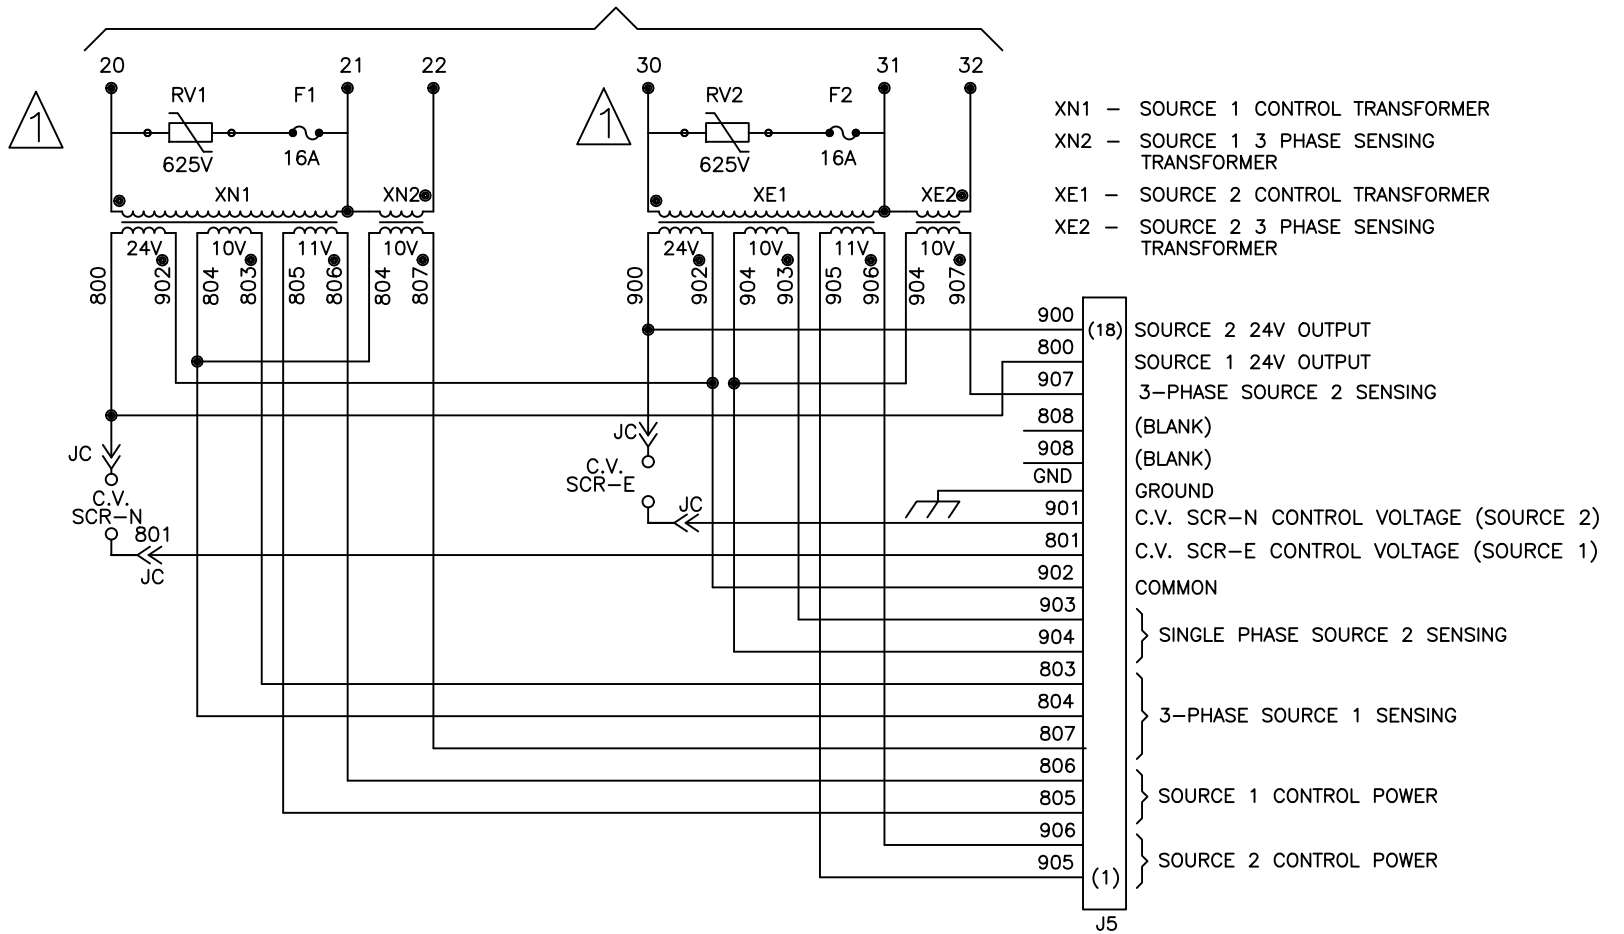 20
21
22
30
31
32
RV1
F1
RV2
F2
1
1
625V
16A
625V
16A
XN1
XN2
XE1
XE2
XN1 – SOURCE 1 CONTROL TRANSFORMER
XN2 – SOURCE 1 3 PHASE SENSING
TRANSFORMER
XE1 – SOURCE 2 CONTROL TRANSFORMER
XE2 – SOURCE 2 3 PHASE SENSING
TRANSFORMER
24V
10V
11V
10V
24V
10V
11V
10V
800
902
804
803
805
806
804
807
900
902
904
903
905
906
904
907
900
(18)
SOURCE 2 24V OUTPUT
800
SOURCE 1 24V OUTPUT
907
3–PHASE SOURCE 2 SENSING
808
(BLANK)
908
(BLANK)
GND
GROUND
901
C.V. SCR–N CONTROL VOLTAGE (SOURCE 2)
801
C.V. SCR–E CONTROL VOLTAGE (SOURCE 1)
902
COMMON
903
904
SINGLE PHASE SOURCE 2 SENSING
803
804
807
3–PHASE SOURCE 1 SENSING
806
805
SOURCE 1 CONTROL POWER
906
905
SOURCE 2 CONTROL POWER
(1)
J5
JC
C.V.
SCR–N
801
JC
JC
C.V.
SCR–E
JC